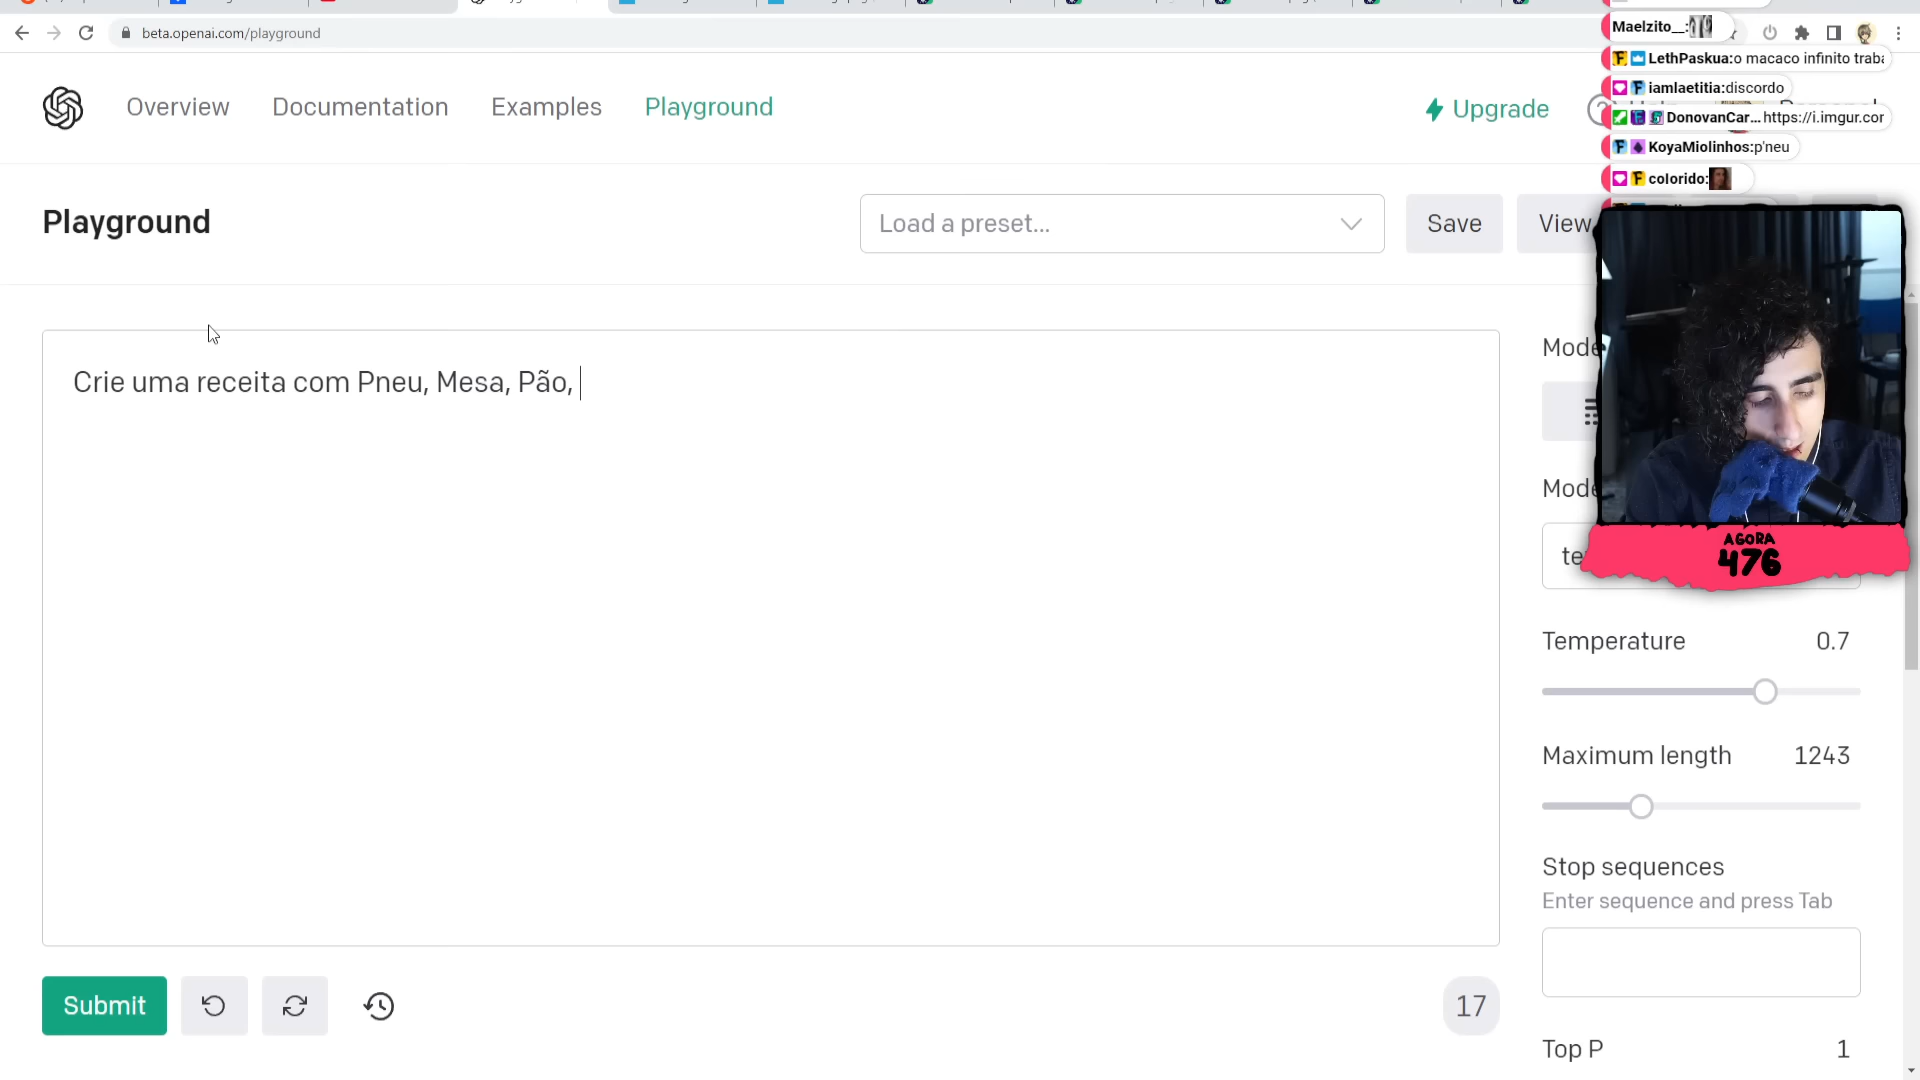 beta.openai.com/playground
Maelzito__:
LethPaskua:o macaco infinito traba
iamlaetitia:discordo
DonovanCar... https://i.imgur.cor
KoyaMiolinhos:p'neu
colorido:
Overview Documentation Examples Playground
Upgrade
Playground
Load a preset...
Save
View
Crie uma receita com Pneu, Mesa, Pão,
Mode
Mode
te
AGORA
476
Temperature 0.7
Maximum length 1243
Stop sequences
Enter sequence and press Tab
Submit
17
Top P 1